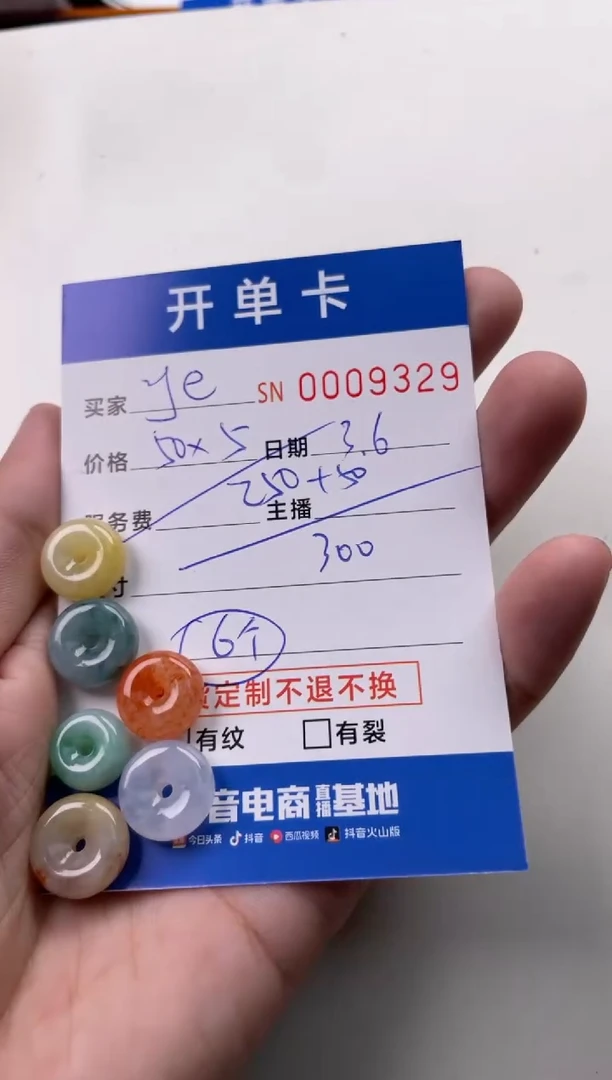 开单卡
买家 ye SN 0009329
价格 50×5 日期 3.6
服务费 250+50 主播
寸 300
6个
货定制不退不换
有纹 有裂
音电商直播基地
今日头条 抖音 西瓜视频 抖音火山版